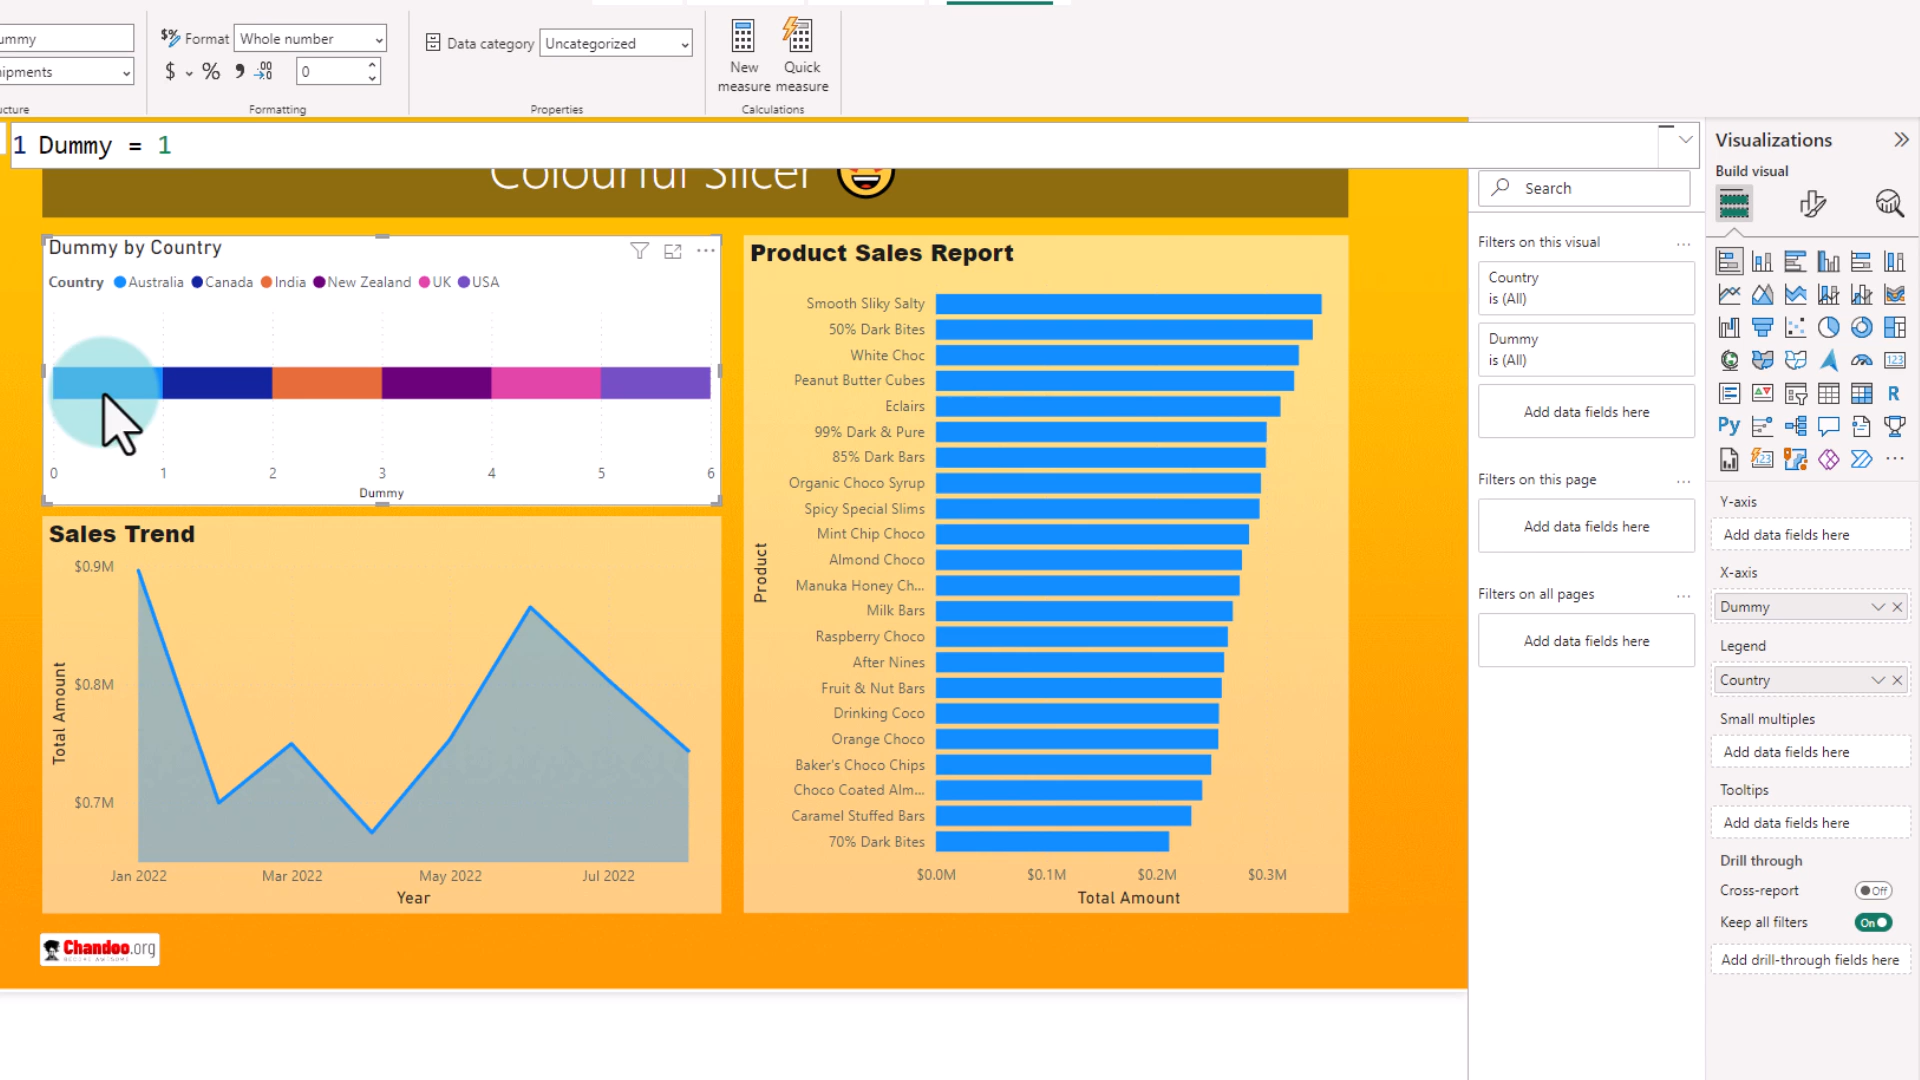 ummy
Format
Whole number
Data category
Uncategorized
ipments
$
%
0
New
measure
Quick
measure
cture
Formatting
Properties
Calculations
1 Dummy = 1
Colourful Slicer
Dummy by Country
Country Australia Canada India New Zealand UK USA
0 1 2 3 4 5 6
Dummy
Sales Trend
$0.9M
$0.8M
$0.7M
Total Amount
Jan 2022 Mar 2022 May 2022 Jul 2022
Year
Chandoo.org
Product Sales Report
Product
Smooth Sliky Salty
50% Dark Bites
White Choc
Peanut Butter Cubes
Eclairs
99% Dark & Pure
85% Dark Bars
Organic Choco Syrup
Spicy Special Slims
Mint Chip Choco
Almond Choco
Manuka Honey Ch...
Milk Bars
Raspberry Choco
After Nines
Fruit & Nut Bars
Drinking Coco
Orange Choco
Baker's Choco Chips
Choco Coated Alm...
Caramel Stuffed Bars
70% Dark Bites
$0.0M $0.1M $0.2M $0.3M
Total Amount
Search
Filters on this visual
...
Country
is (All)
Dummy
is (All)
Add data fields here
Filters on this page
...
Add data fields here
Filters on all pages
...
Add data fields here
Visualizations
Build visual
123
R
Py
123
...
Y-axis
Add data fields here
X-axis
Dummy
Legend
Country
Small multiples
Add data fields here
Tooltips
Add data fields here
Drill through
Cross-report
Off
Keep all filters
On
Add drill-through fields here